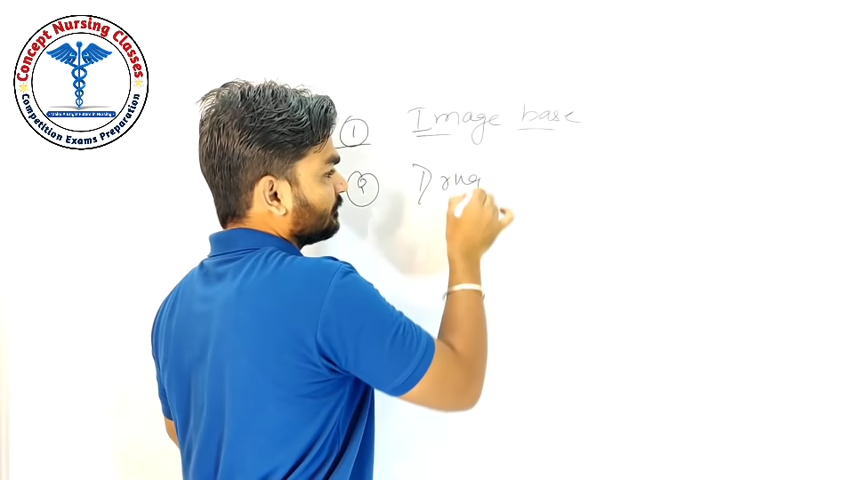 Concept Nursing Classes
Competition Exams Preparation
1 Image base
2 Drug